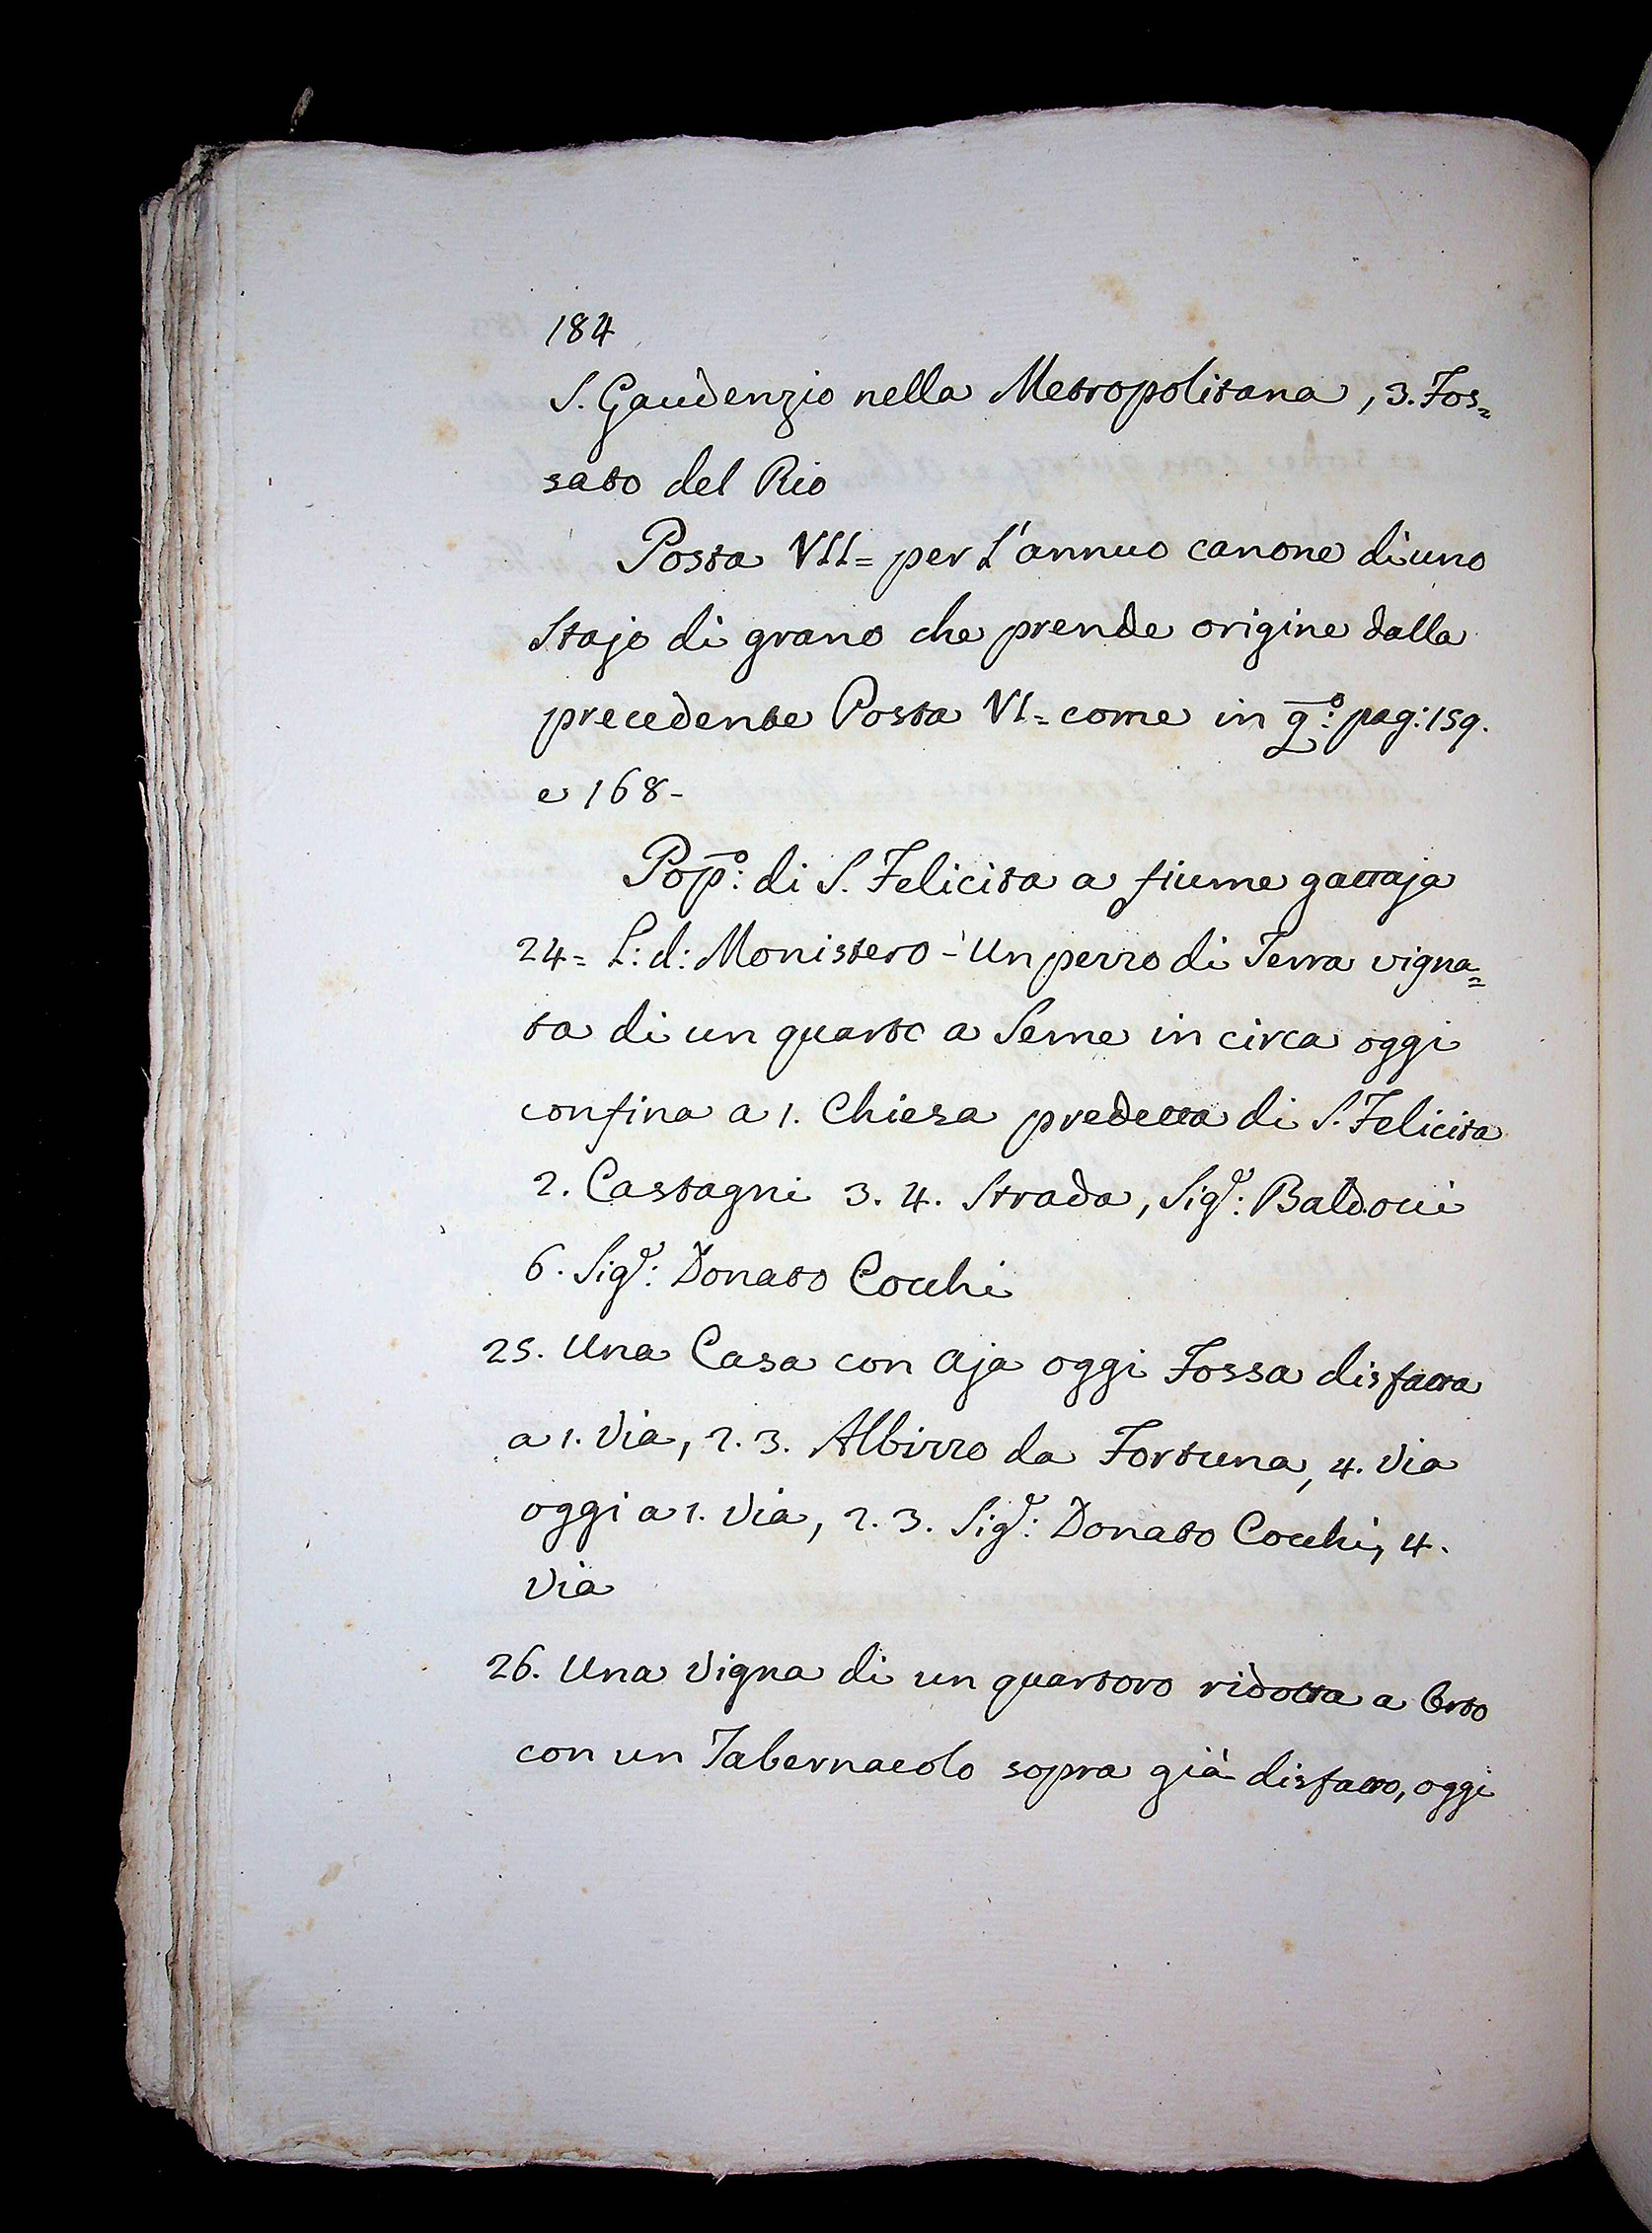 184
S. Gaudenzio nella Metropolitana, 3. Fos=
sato del Rio
Posta VII= per l'annuo canone di uno
Stajo di grano che prende origine dalla
precedente Posta VI= come in q̄o: pag: 159.
e 168-
Pop̄o: di S. Felicita a fiume gattaja
24= L: d: Monistero - Un pezzo di Terra vigna=
ta di un quarto a Seme in circa oggi
confina a 1. Chiesa predetta di S. Felicita
2. Castagni 3. 4. Strada, Sigr: Baldocci
6. Sigr: Donato Cocchi
25. Una Casa con Aja oggi Fossa disfatta
a 1. Via, 2. 3. Albizzo da Fortuna, 4. Via
oggi a 1. Via, 2. 3. Sigr: Donato Cocchi, 4.
Via
26. Una Vigna di un quartoro ridotta a Orto
con un Tabernacolo sopra già disfatto, oggi